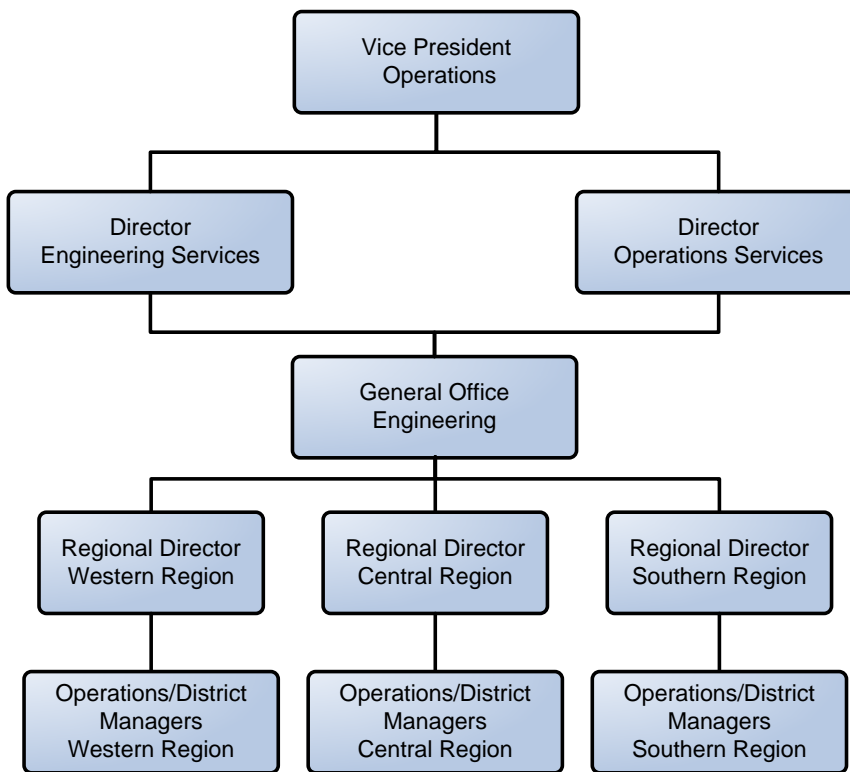 Vice President
Operations
Director
Engineering Services
Director
Operations Services
General Office
Engineering
Regional Director
Western Region
Regional Director
Central Region
Regional Director
Southern Region
Operations/District
Managers
Western Region
Operations/District
Managers
Central Region
Operations/District
Managers
Southern Region